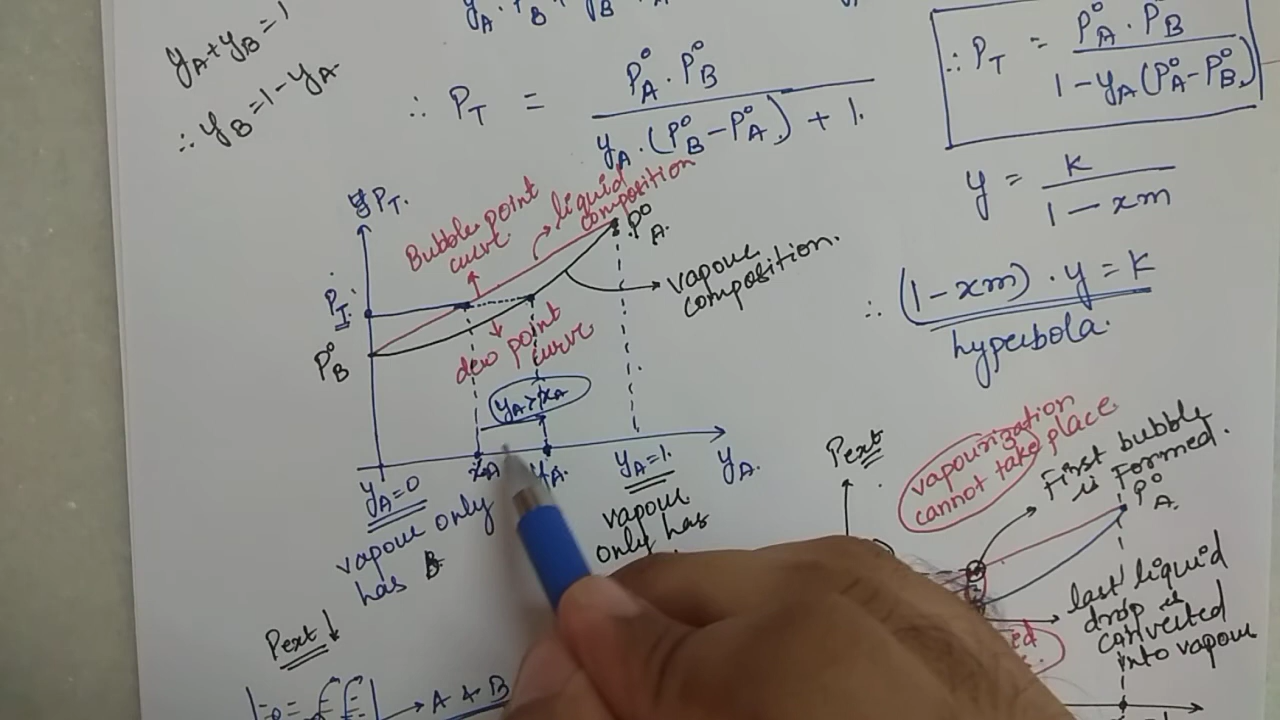 yA + yB = 1
∴ yB = 1 - yA.
∴ PT = P°A . P°B / yA . (P°B - P°A) + 1.
∴ PT = P°A . P°B / 1 - yA (P°A - P°B)
y = K / 1 - xm
∴ (1 - xm) . y = K
hyperbola.
PT.
Bubble point
curve.
liquid
composition
P°A.
vapour
composition.
PI.
P°B
dew point
curve
yA > xA
xA
yA.
yA=0
yA=1.
yA.
vapour only
has B
vapour
only has
Pext
vapourization
cannot take place.
First bubble
is formed.
P°A.
last liquid
drop is
converted
into vapour
Pext ↓
→ A + B